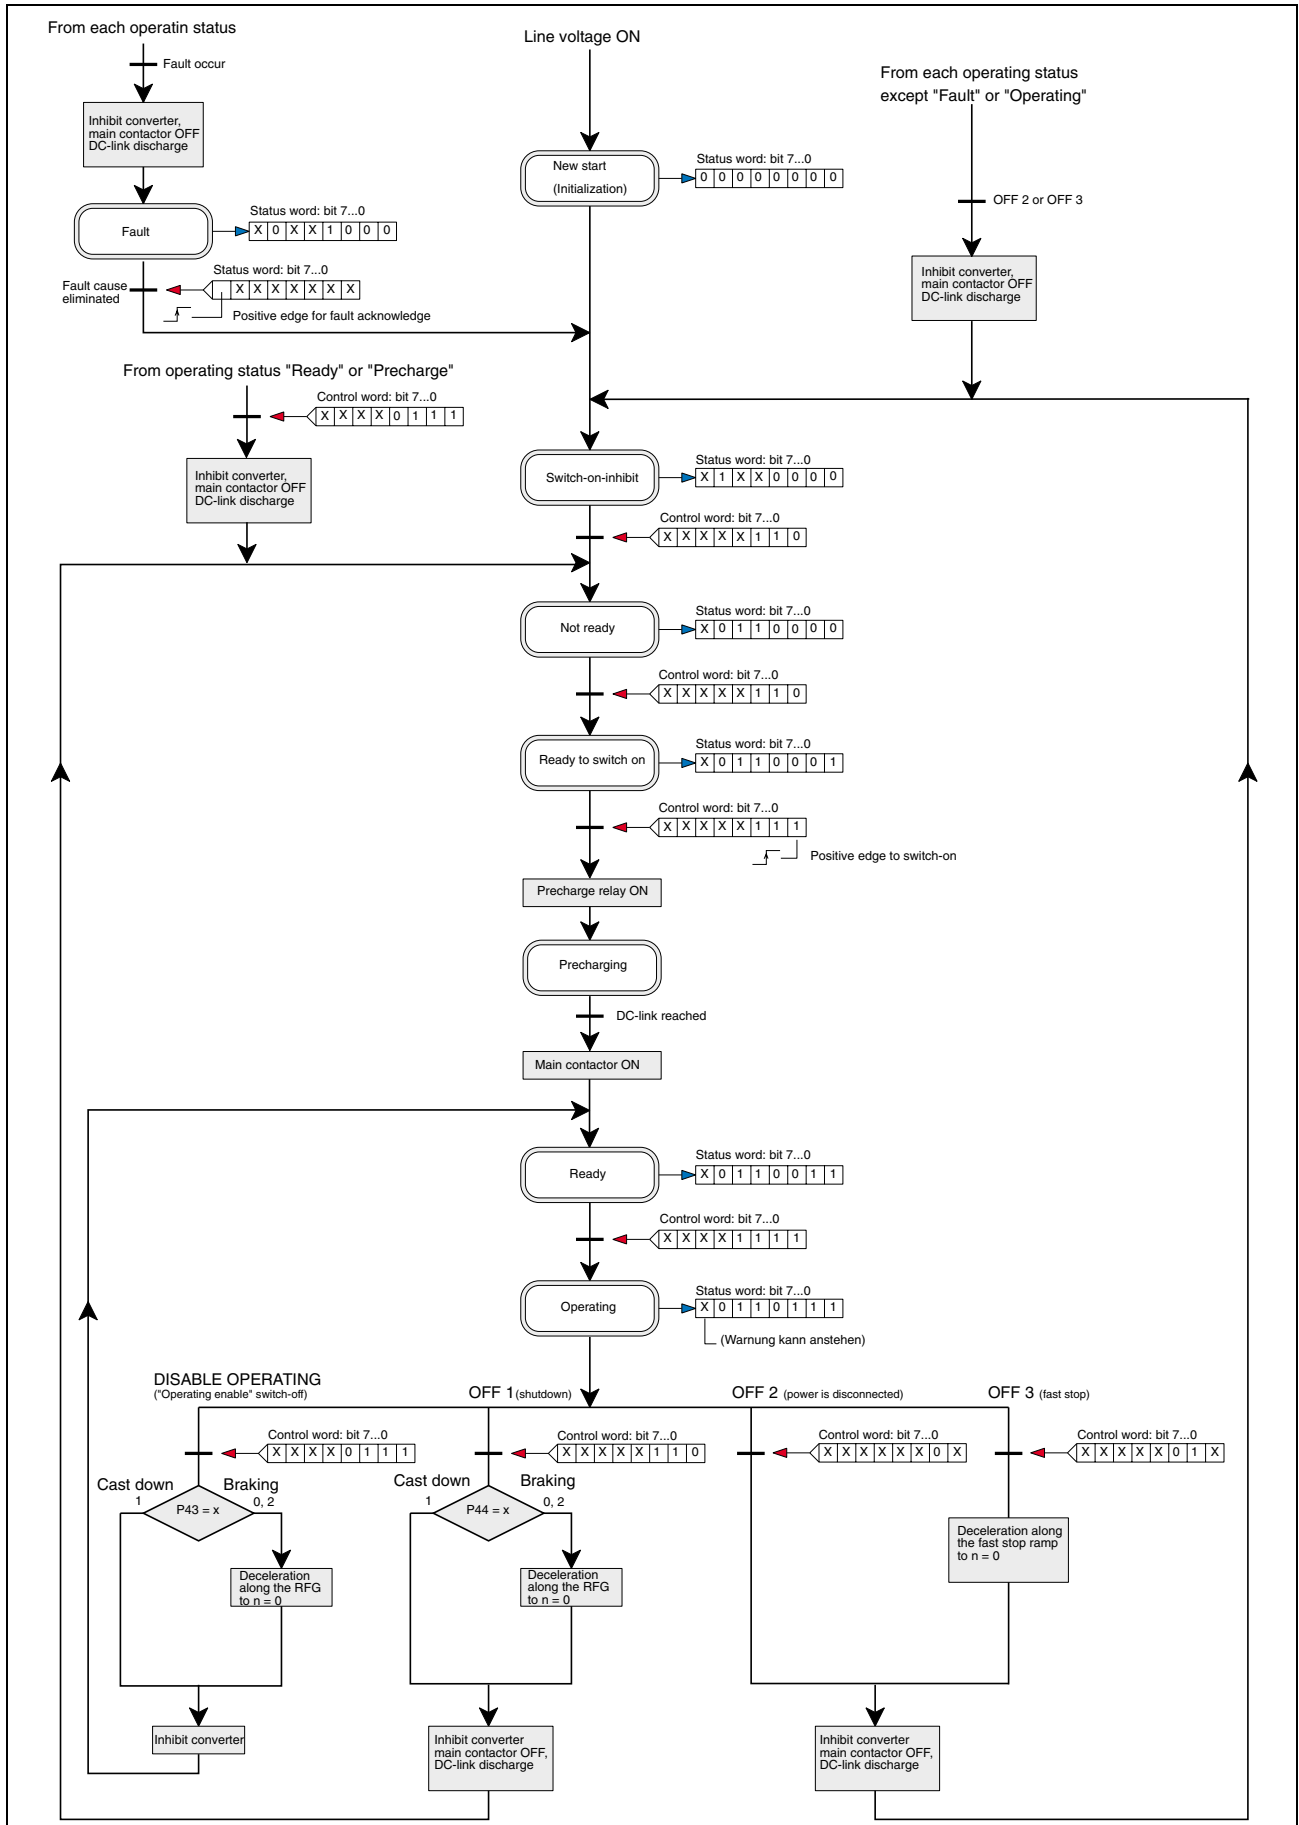 From each operatin status
Fault occur
Inhibit converter,
main contactor OFF
DC-link discharge
Fault
Status word: bit 7...0
X 0 X X 1 0 0 0
Fault cause
eliminated
Status word: bit 7...0
X X X X X X X
Positive edge for fault acknowledge
Line voltage ON
New start
(Initialization)
Status word: bit 7...0
0 0 0 0 0 0 0 0
From each operating status
except "Fault" or "Operating"
OFF 2 or OFF 3
Inhibit converter,
main contactor OFF
DC-link discharge
From operating status "Ready" or "Precharge"
Control word: bit 7...0
X X X X 0 1 1 1
Inhibit converter,
main contactor OFF
DC-link discharge
Switch-on-inhibit
Status word: bit 7...0
X 1 X X 0 0 0 0
Control word: bit 7...0
X X X X X 1 1 0
Not ready
Status word: bit 7...0
X 0 1 1 0 0 0 0
Control word: bit 7...0
X X X X X 1 1 0
Ready to switch on
Status word: bit 7...0
X 0 1 1 0 0 0 1
Control word: bit 7...0
X X X X X 1 1 1
Positive edge to switch-on
Precharge relay ON
Precharging
DC-link reached
Main contactor ON
Ready
Status word: bit 7...0
X 0 1 1 0 0 1 1
Control word: bit 7...0
X X X X 1 1 1 1
Operating
Status word: bit 7...0
X 0 1 1 0 1 1 1
(Warnung kann anstehen)
DISABLE OPERATING
("Operating enable" switch-off)
Control word: bit 7...0
X X X X 0 1 1 1
Cast down
Braking
1
P43 = x
0, 2
Deceleration
along the RFG
to n = 0
Inhibit converter
OFF 1 (shutdown)
Control word: bit 7...0
X X X X X 1 1 0
Cast down
Braking
1
P44 = x
0, 2
Deceleration
along the RFG
to n = 0
Inhibit converter
main contactor OFF,
DC-link discharge
OFF 2 (power is disconnected)
Control word: bit 7...0
X X X X X X 0 X
OFF 3 (fast stop)
Control word: bit 7...0
X X X X X 0 1 X
Deceleration along
the fast stop ramp
to n = 0
Inhibit converter
main contactor OFF,
DC-link discharge